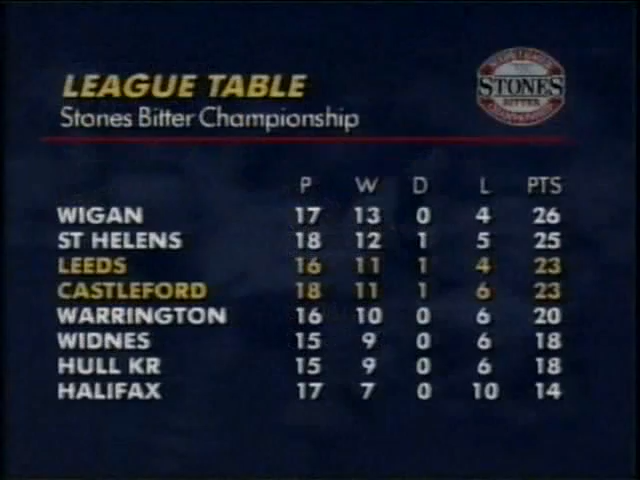 LEAGUE TABLE
Stones Bitter Championship
STONES
BITTER
P W D L PTS
WIGAN 17 13 0 4 26
ST HELENS 18 12 1 5 25
LEEDS 16 11 1 4 23
CASTLEFORD 18 11 1 6 23
WARRINGTON 16 10 0 6 20
WIDNES 15 9 0 6 18
HULL KR 15 9 0 6 18
HALIFAX 17 7 0 10 14